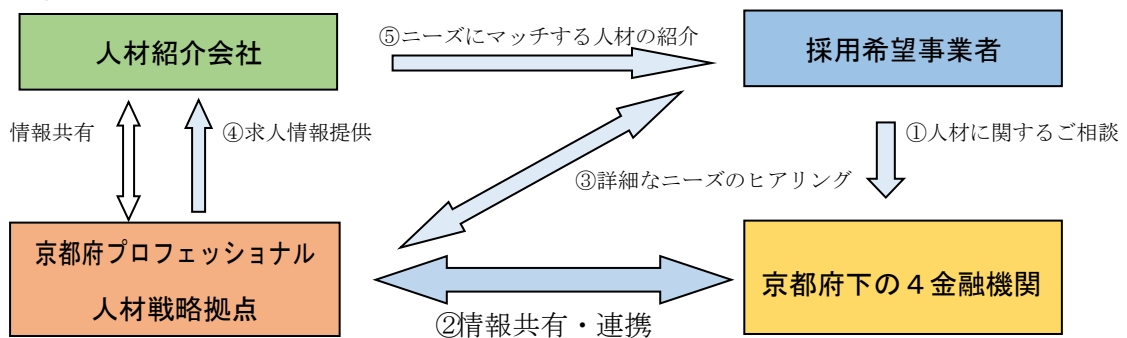 ⑤ニーズにマッチする人材の紹介
人材紹介会社
採用希望事業者
情報共有
④求人情報提供
①人材に関するご相談
③詳細なニーズのヒアリング
京都府プロフェッショナル
人材戦略拠点
京都府下の４金融機関
②情報共有・連携